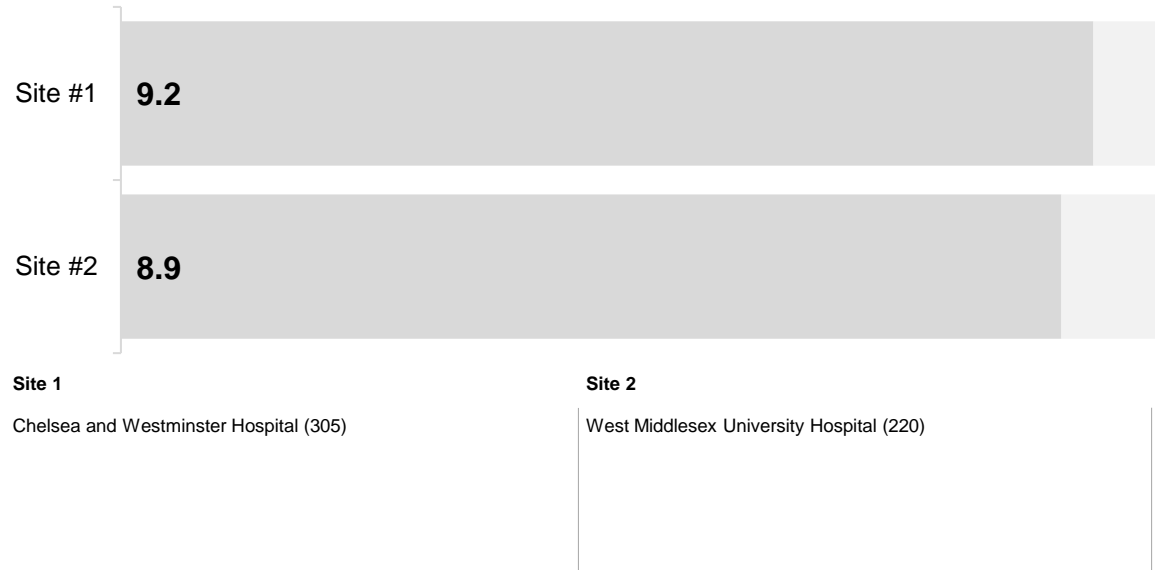 Site #1
9.2
Site #2
8.9
Site 1
Site 2
Chelsea and Westminster Hospital (305)
West Middlesex University Hospital (220)